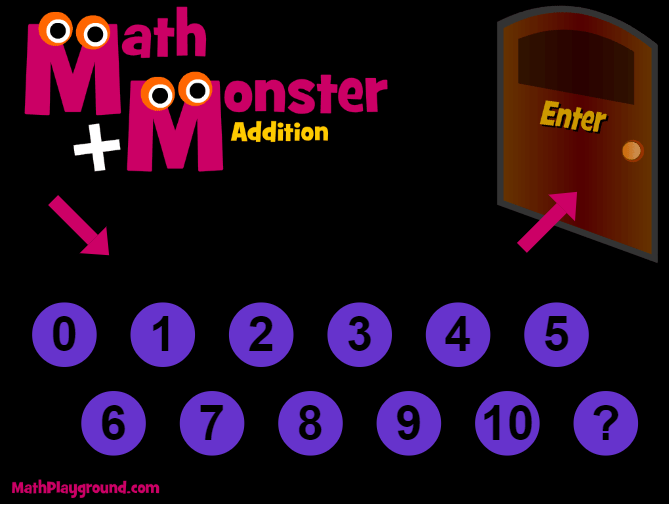 Math
+ Monster
Addition
Enter
0 1 2 3 4 5
6 7 8 9 10 ?
MathPlayground.com